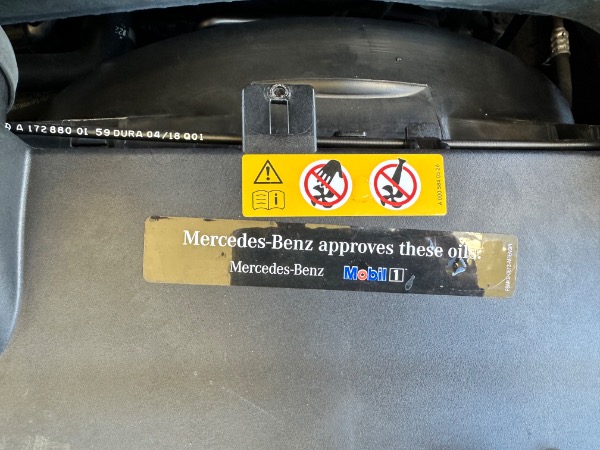 A 172 880 01 59 DURA 04/18 Q01
Mercedes-Benz approves these oils:
Mercedes-Benz Mobil 1